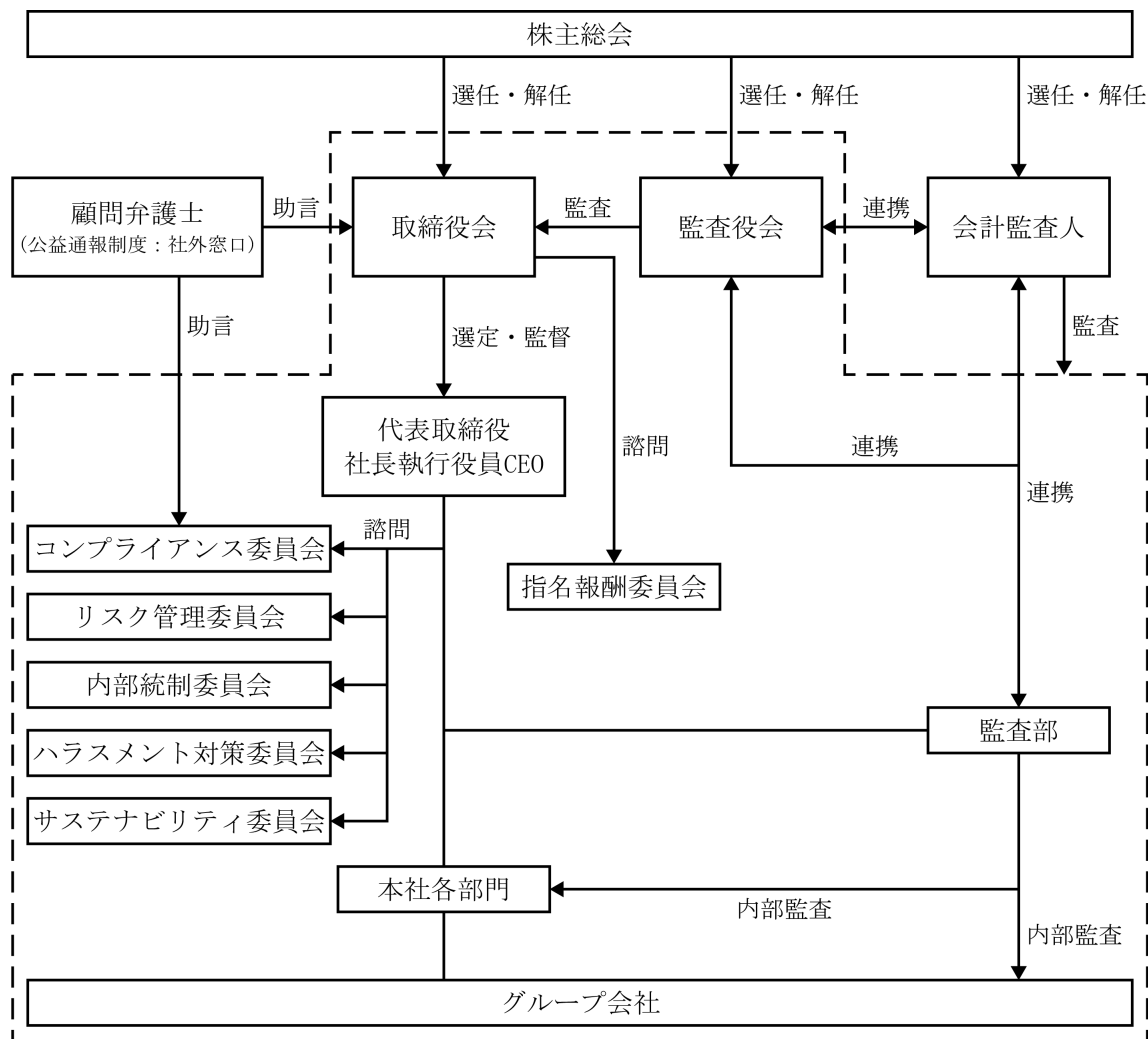 株主総会
選任・解任
選任・解任
選任・解任
顧問弁護士
(公益通報制度：社外窓口)
助言
取締役会
監査
監査役会
連携
会計監査人
助言
選定・監督
監査
代表取締役
社長執行役員CEO
諮問
連携
連携
諮問
コンプライアンス委員会
指名報酬委員会
リスク管理委員会
内部統制委員会
監査部
ハラスメント対策委員会
サステナビリティ委員会
本社各部門
内部監査
内部監査
グループ会社